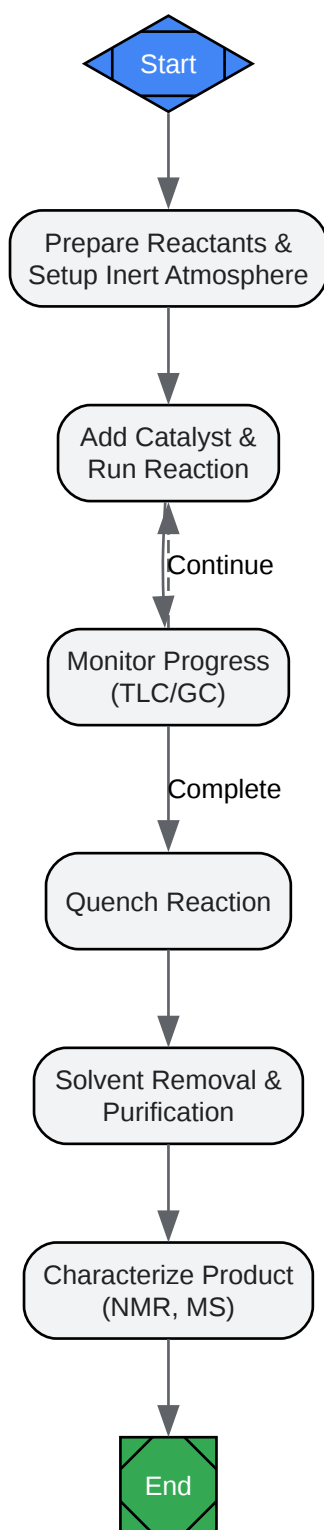 Start
Prepare Reactants &
Setup Inert Atmosphere
Add Catalyst &
Run Reaction
Continue
Monitor Progress
(TLC/GC)
Complete
Quench Reaction
Solvent Removal &
Purification
Characterize Product
(NMR, MS)
End